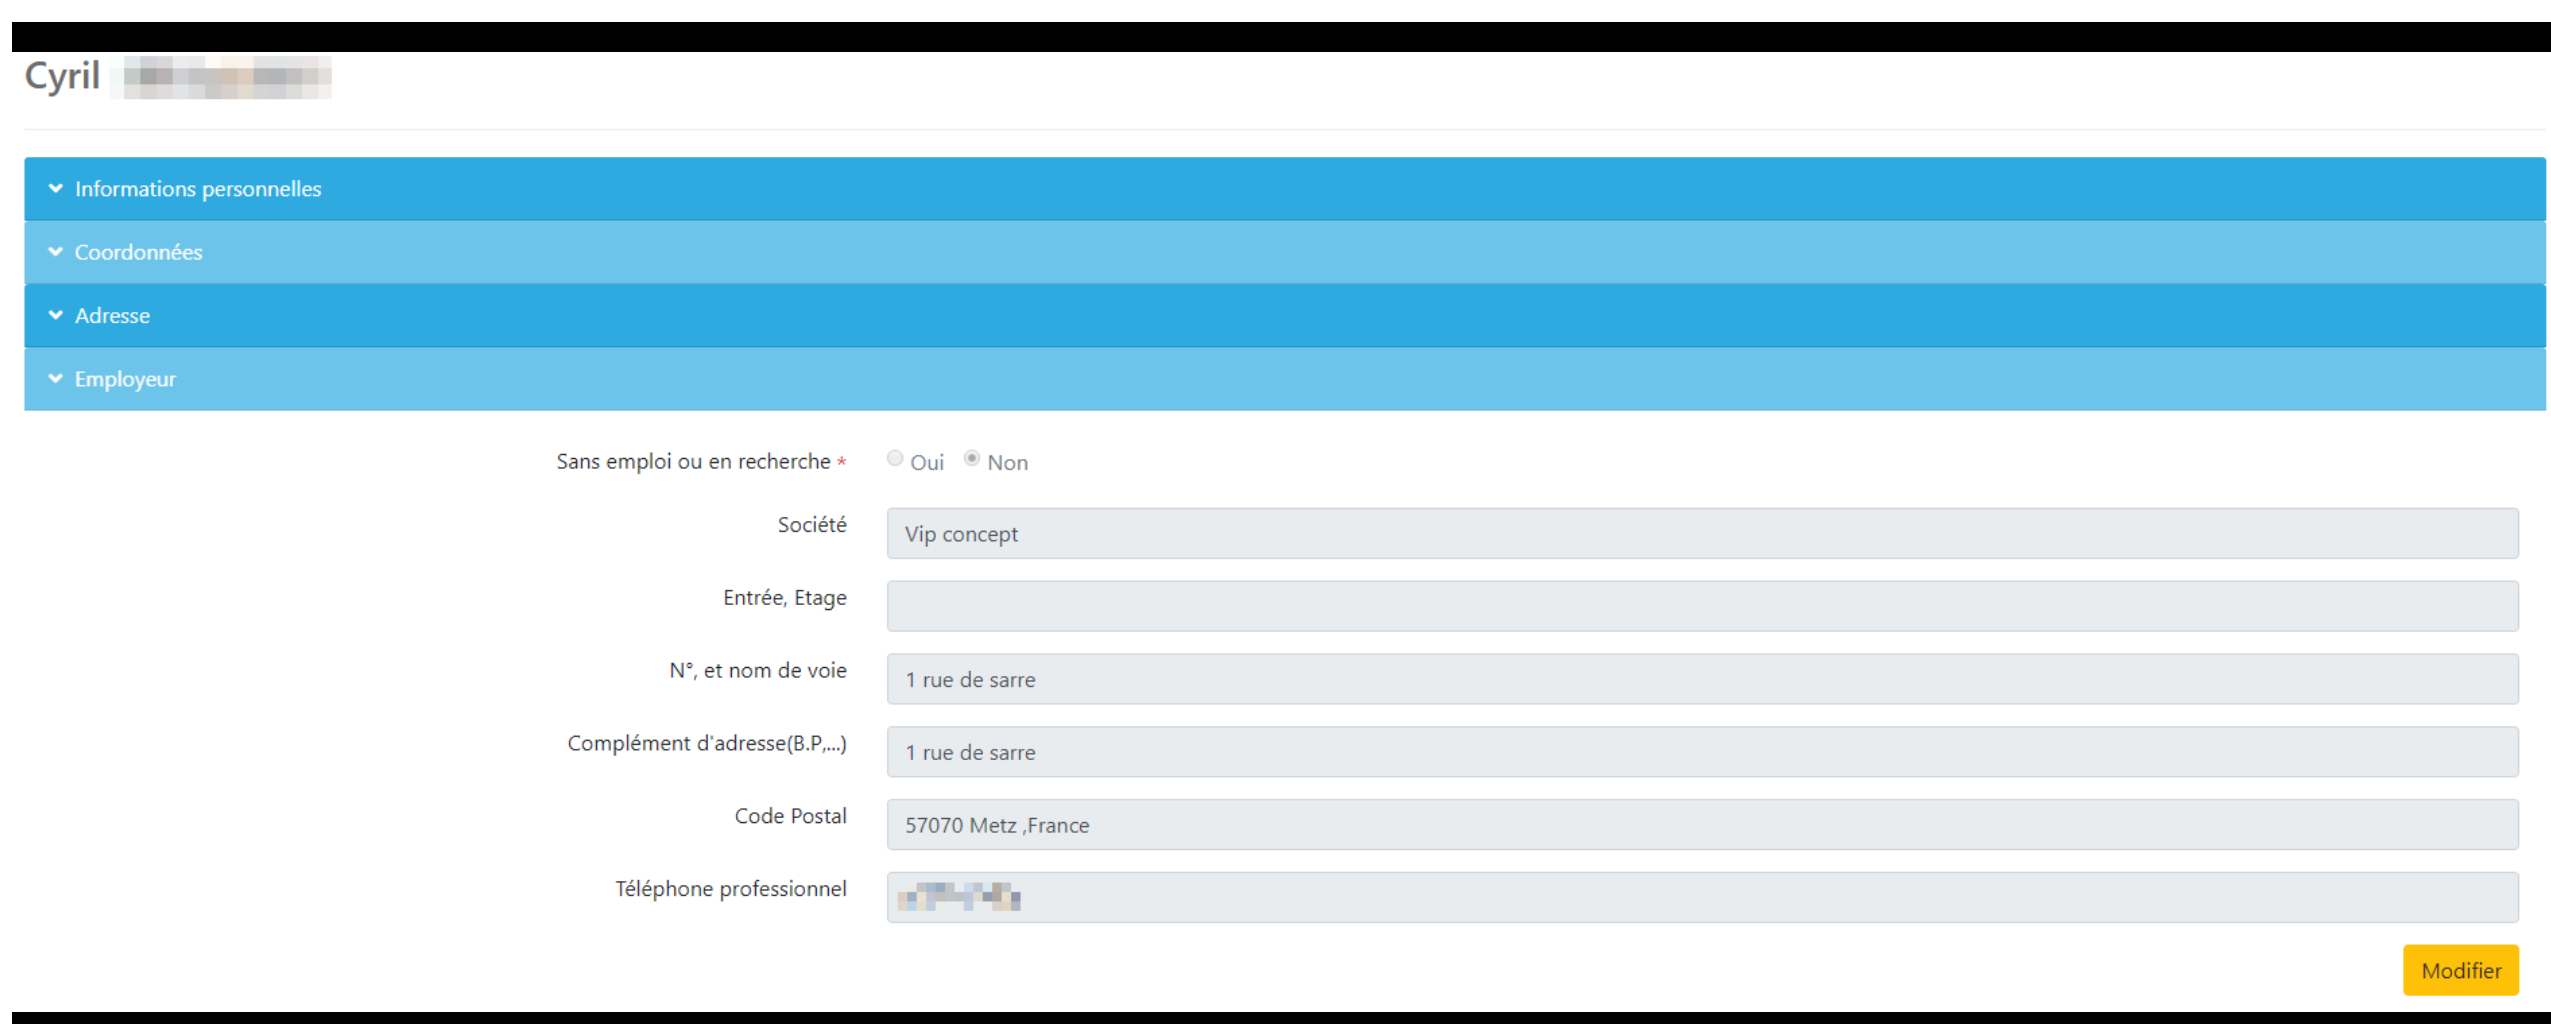 Cyril
Informations personnelles
Coordonnées
Adresse
Employeur
Sans emploi ou en recherche * Oui Non
Société Vip concept
Entrée, Etage
N°, et nom de voie 1 rue de sarre
Complément d'adresse(B.P,...) 1 rue de sarre
Code Postal 57070 Metz ,France
Téléphone professionnel
Modifier